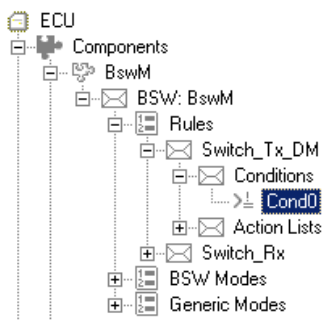 ECU
Components
BswM
BSW: BswM
Rules
Switch_Tx_DM
Conditions
Cond0
Action Lists
Switch_Rx
BSW Modes
Generic Modes